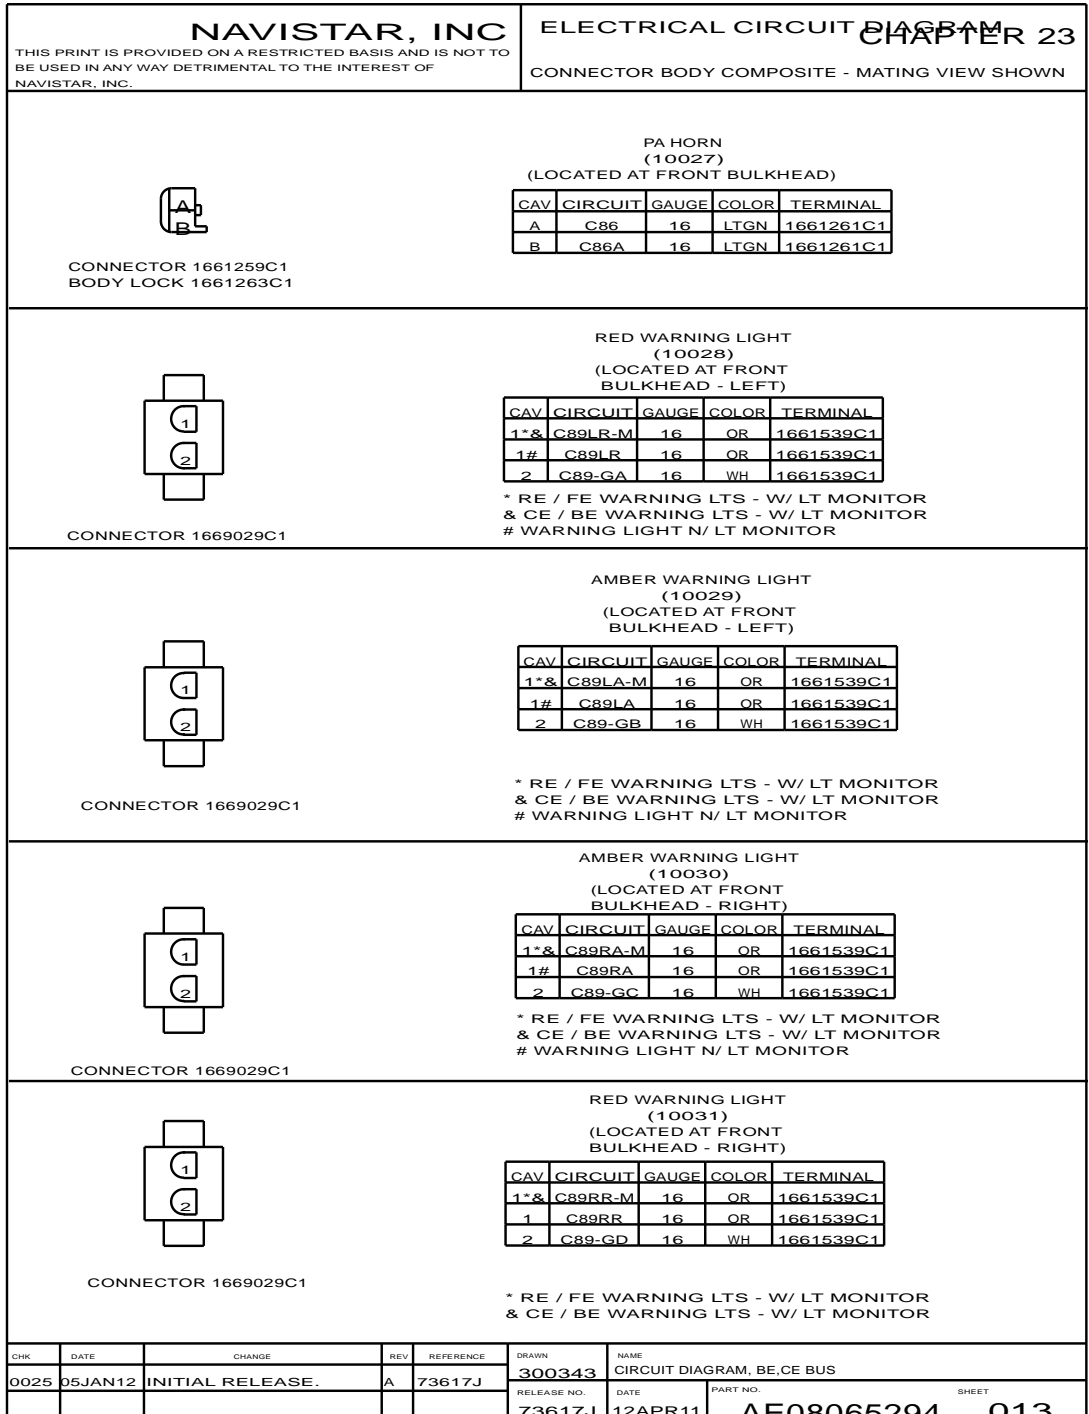 NAVISTAR, INC
THIS PRINT IS PROVIDED ON A RESTRICTED BASIS AND IS NOT TO
BE USED IN ANY WAY DETRIMENTAL TO THE INTEREST OF
NAVISTAR, INC.
ELECTRICAL CIRCUIT DIAGRAM
CHAPTER 23
CONNECTOR BODY COMPOSITE - MATING VIEW SHOWN
A
B
CONNECTOR 1661259C1
BODY LOCK 1661263C1
PA HORN
(10027)
(LOCATED AT FRONT BULKHEAD)
CAV CIRCUIT GAUGE COLOR TERMINAL
A C86 16 LTGN 1661261C1
B C86A 16 LTGN 1661261C1
1
2
CONNECTOR 1669029C1
RED WARNING LIGHT
(10028)
(LOCATED AT FRONT
BULKHEAD - LEFT)
CAV CIRCUIT GAUGE COLOR TERMINAL
1*& C89LR-M 16 OR 1661539C1
1# C89LR 16 OR 1661539C1
2 C89-GA 16 WH 1661539C1
* RE / FE WARNING LTS - W/ LT MONITOR
& CE / BE WARNING LTS - W/ LT MONITOR
# WARNING LIGHT N/ LT MONITOR
1
2
CONNECTOR 1669029C1
AMBER WARNING LIGHT
(10029)
(LOCATED AT FRONT
BULKHEAD - LEFT)
CAV CIRCUIT GAUGE COLOR TERMINAL
1*& C89LA-M 16 OR 1661539C1
1# C89LA 16 OR 1661539C1
2 C89-GB 16 WH 1661539C1
* RE / FE WARNING LTS - W/ LT MONITOR
& CE / BE WARNING LTS - W/ LT MONITOR
# WARNING LIGHT N/ LT MONITOR
1
2
CONNECTOR 1669029C1
AMBER WARNING LIGHT
(10030)
(LOCATED AT FRONT
BULKHEAD - RIGHT)
CAV CIRCUIT GAUGE COLOR TERMINAL
1*& C89RA-M 16 OR 1661539C1
1# C89RA 16 OR 1661539C1
2 C89-GC 16 WH 1661539C1
* RE / FE WARNING LTS - W/ LT MONITOR
& CE / BE WARNING LTS - W/ LT MONITOR
# WARNING LIGHT N/ LT MONITOR
1
2
CONNECTOR 1669029C1
RED WARNING LIGHT
(10031)
(LOCATED AT FRONT
BULKHEAD - RIGHT)
CAV CIRCUIT GAUGE COLOR TERMINAL
1*& C89RR-M 16 OR 1661539C1
1 C89RR 16 OR 1661539C1
2 C89-GD 16 WH 1661539C1
* RE / FE WARNING LTS - W/ LT MONITOR
& CE / BE WARNING LTS - W/ LT MONITOR
CHK DATE CHANGE REV REFERENCE
0025 05JAN12 INITIAL RELEASE. A 73617J
DRAWN
300343
NAME
CIRCUIT DIAGRAM, BE,CE BUS
RELEASE NO. DATE PART NO. SHEET
73617J 12APR11 AE08065294 013